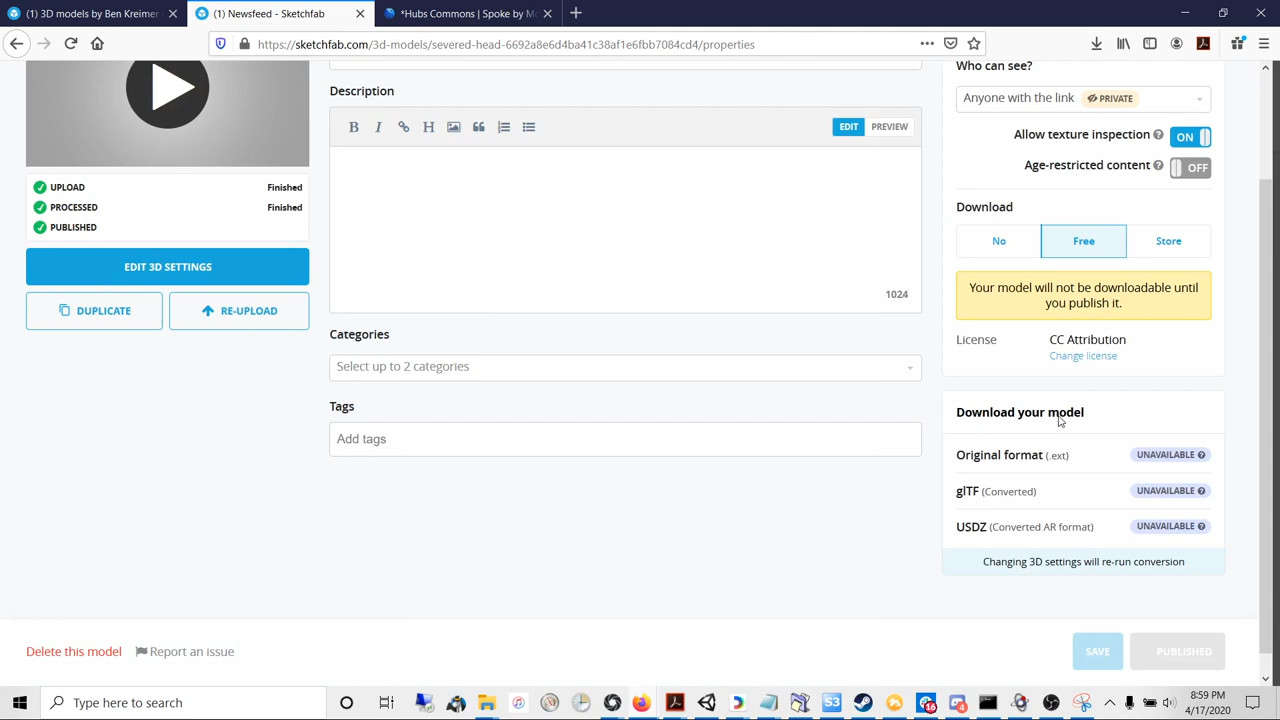 (1) 3D models by Ben Kreimer
(1) Newsfeed - Sketchfab
*Hubs Commons | Spoke by Mo
https://sketchfab.com/3d-models/severed-head-6692a8e6d4ba41c38af1e6fbb7084cd4/properties
Who can see?
Description
Anyone with the link PRIVATE
B I H EDIT PREVIEW
Allow texture inspection ON
Age-restricted content OFF
UPLOAD Finished
PROCESSED Finished
PUBLISHED
Download
No Free Store
EDIT 3D SETTINGS
Your model will not be downloadable until
you publish it.
1024
DUPLICATE RE-UPLOAD
Categories
License CC Attribution
Change license
Select up to 2 categories
Tags
Download your model
Add tags
Original format (.ext) UNAVAILABLE ?
glTF (Converted) UNAVAILABLE ?
USDZ (Converted AR format) UNAVAILABLE ?
Changing 3D settings will re-run conversion
Delete this model Report an issue
SAVE PUBLISHED
Type here to search
S3
16
4
8:59 PM
4/17/2020